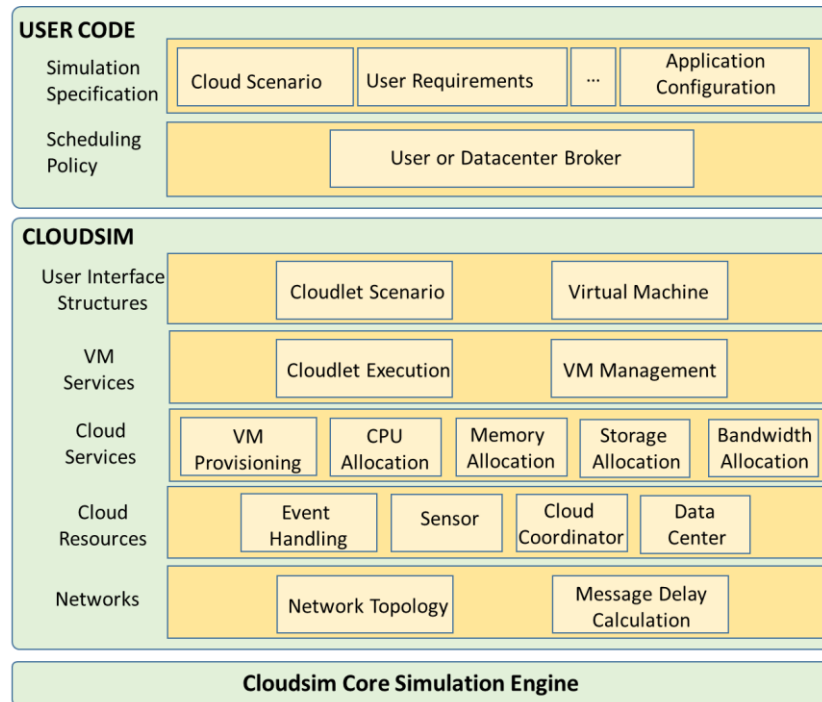 USER CODE
Simulation
Specification
Cloud Scenario
User Requirements
...
Application
Configuration
Scheduling
Policy
User or Datacenter Broker
CLOUDSIM
User Interface
Structures
Cloudlet Scenario
Virtual Machine
VM
Services
Cloudlet Execution
VM Management
Cloud
Services
VM
Provisioning
CPU
Allocation
Memory
Allocation
Storage
Allocation
Bandwidth
Allocation
Cloud
Resources
Event
Handling
Sensor
Cloud
Coordinator
Data
Center
Networks
Network Topology
Message Delay
Calculation
Cloudsim Core Simulation Engine